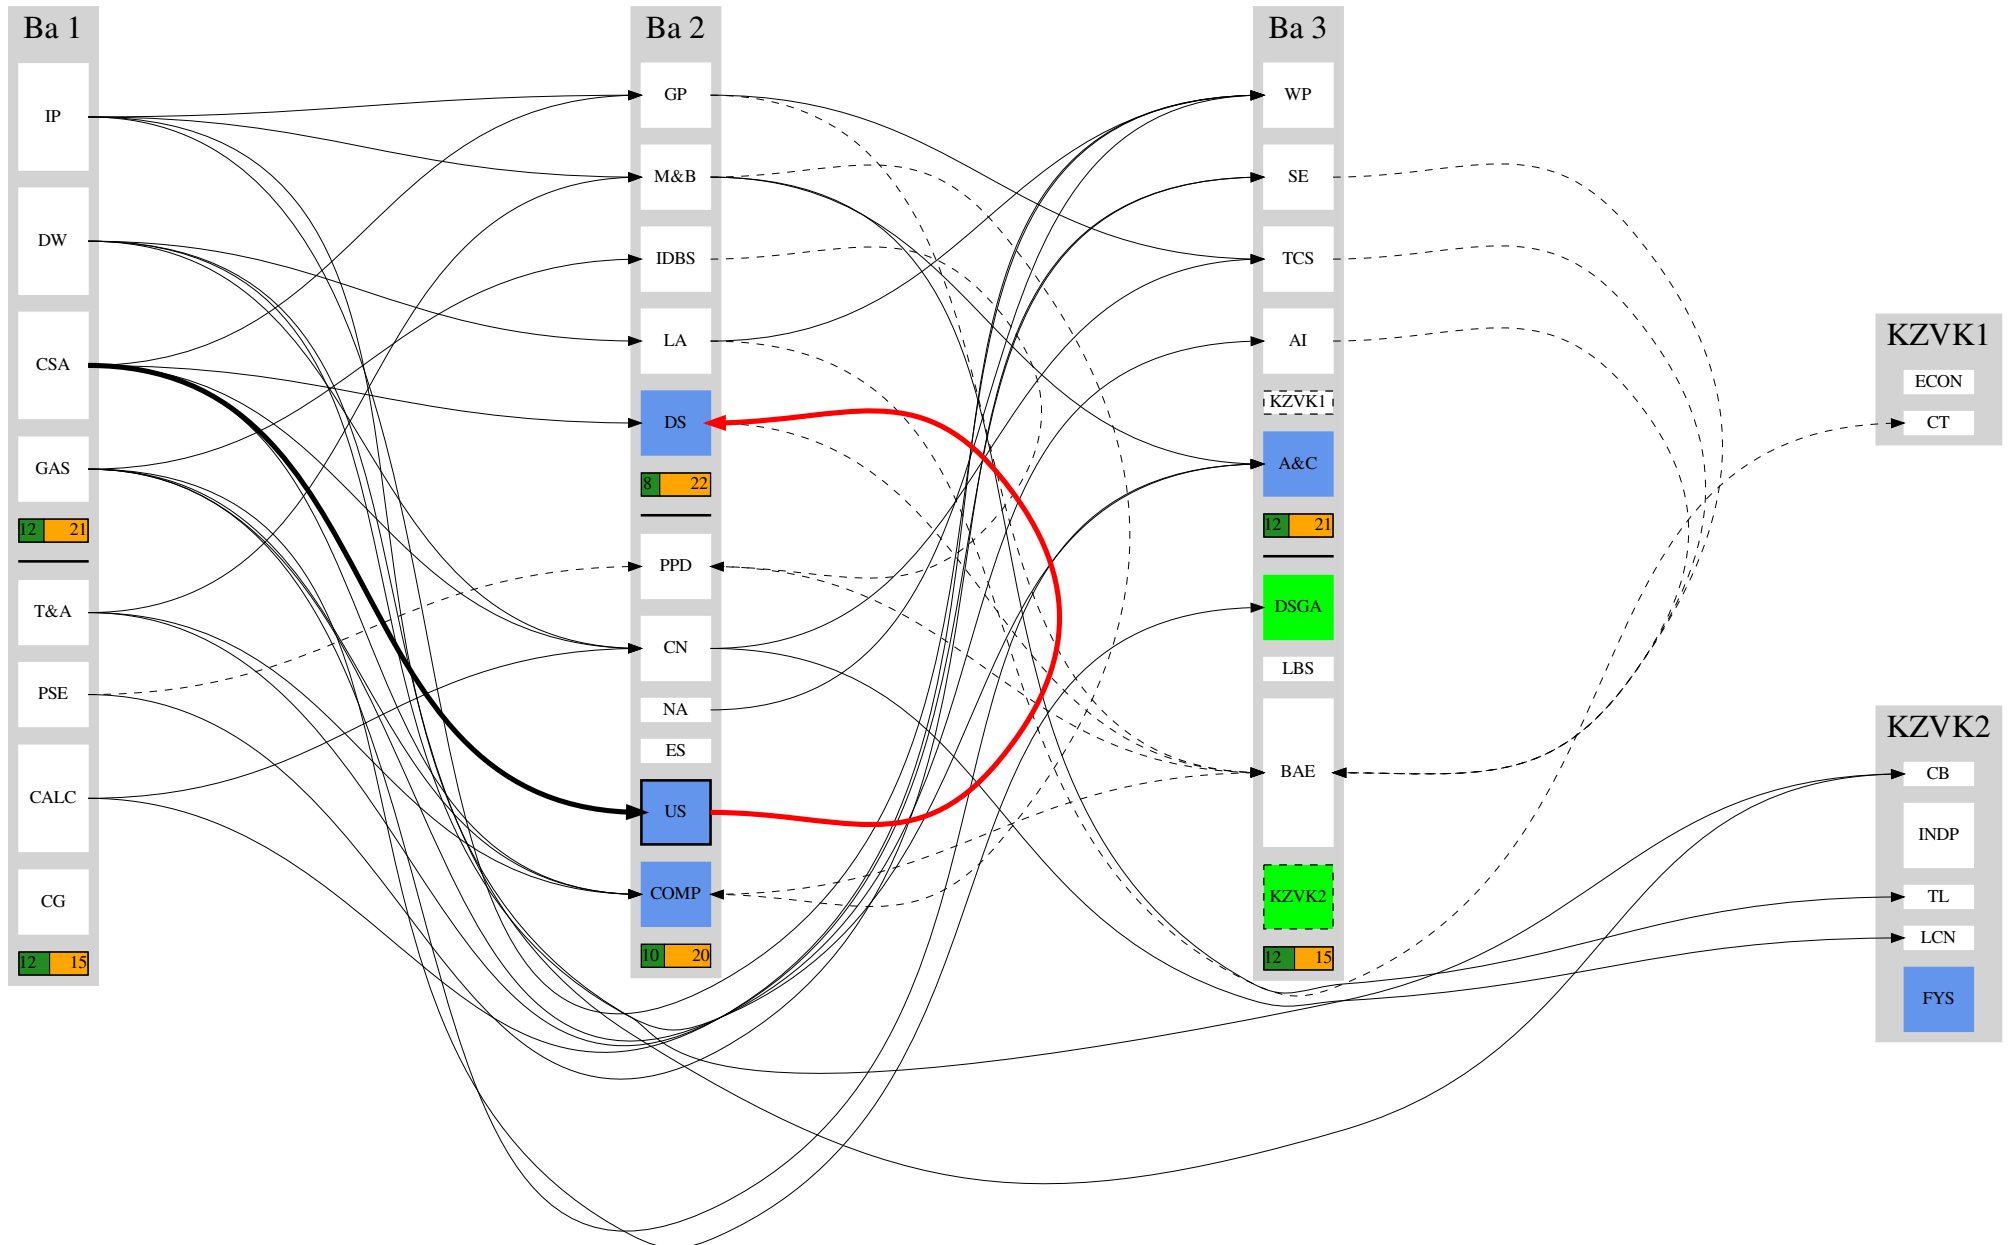 Ba 1
IP
DW
CSA
GAS
12 21
T&A
PSE
CALC
CG
12 15
Ba 2
GP
M&B
IDBS
LA
DS
8 22
PPD
CN
NA
ES
US
COMP
10 20
Ba 3
WP
SE
TCS
AI
KZVK1
A&C
12 21
DSGA
LBS
BAE
KZVK2
12 15
KZVK1
ECON
CT
KZVK2
CB
INDP
TL
LCN
FYS